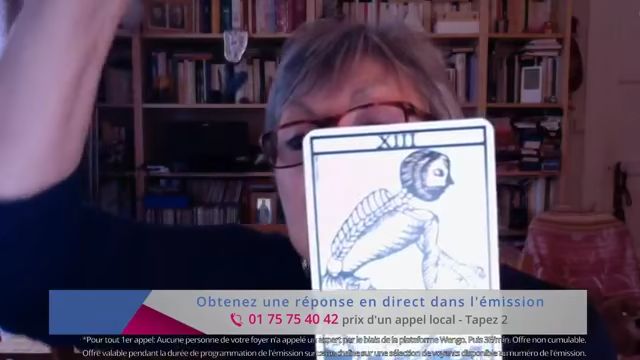 XIII
Obtenez une réponse en direct dans l'émission
01 75 75 40 42 prix d'un appel local - Tapez 2
*Pour tout 1er appel: Aucune personne de votre foyer n'a appelé un expert par le biais de la plateforme Wengo. Puis 3€/min. Offre non cumulable.
Offre valable pendant la durée de programmation de l'émission sur chaîne, sur une sélection de voyants disponible numéro de l'émission.